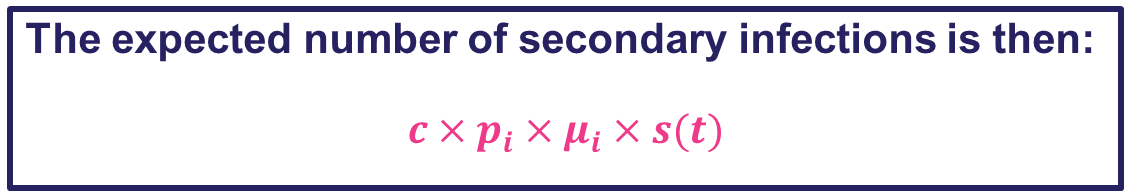 The expected number of secondary infections is then:
c × pᵢ × μᵢ × s(t)